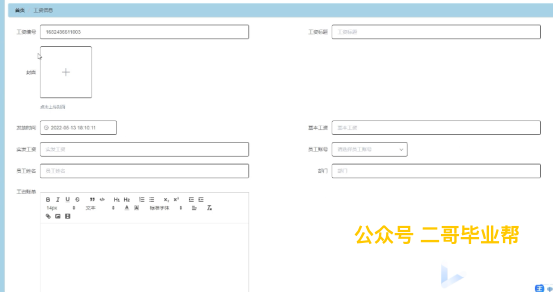 首页 工资信息
工资编号 1652436611603 工资标题 工资标题
封面
点击上传封面
发放时间 2022-05-13 18:10:11 基本工资 基本工资
实发工资 实发工资 员工账号 请选择员工账号
员工姓名 员工姓名 部门 部门
工资账单
B I U S H₁ H₂ x₂ x²
14px 文本 A 标准字体
公众号 二哥毕业帮
中